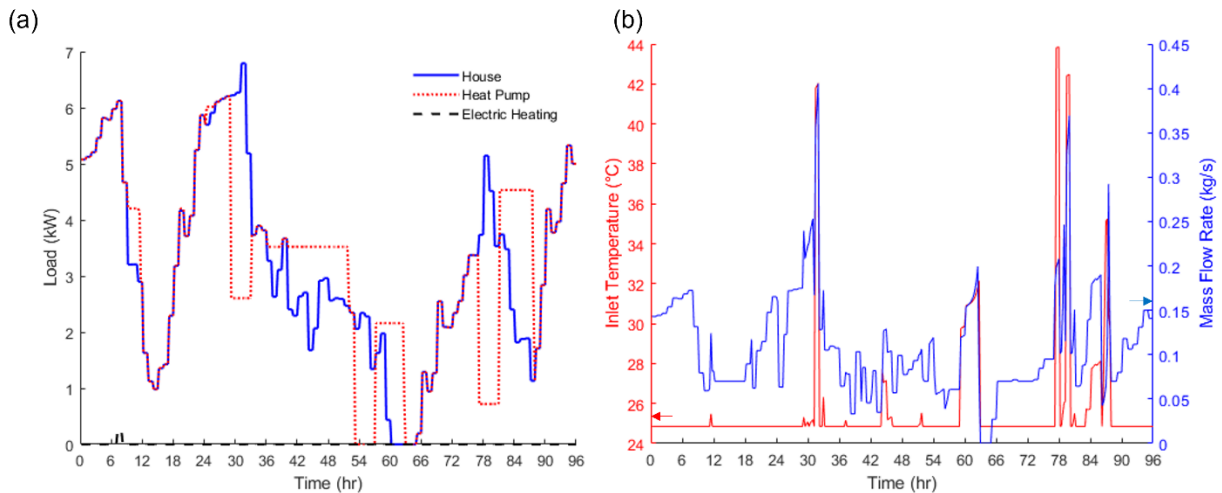 (a)
7
6
5
4
3
2
1
0
Load (kW)
House
Heat Pump
Electric Heating
0 6 12 18 24 30 36 42 48 54 60 66 72 78 84 90 96
Time (hr)
(b)
44
42
40
38
36
34
32
30
28
26
24
Inlet Temperature (°C)
0.45
0.4
0.35
0.3
0.25
0.2
0.15
0.1
0.05
0
Mass Flow Rate (kg/s)
0 6 12 18 24 30 36 42 48 54 60 66 72 78 84 90 96
Time (hr)